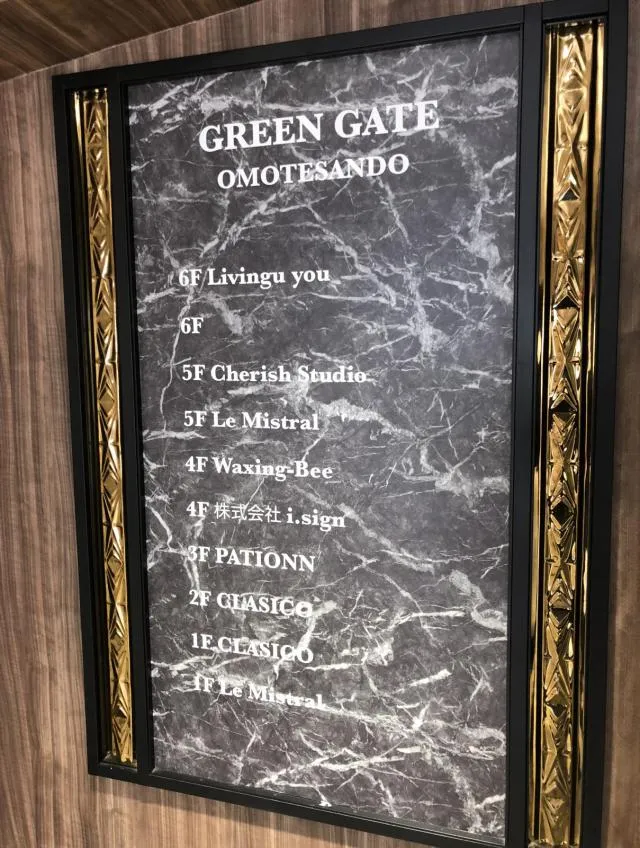 GREEN GATE
OMOTESANDO
6F Livingu you
6F
5F Cherish Studio
5F Le Mistral
4F Waxing-Bee
4F 株式会社 i.sign
3F PATIONN
2F CLASICO
1F CLASICO
1F Le Mistral